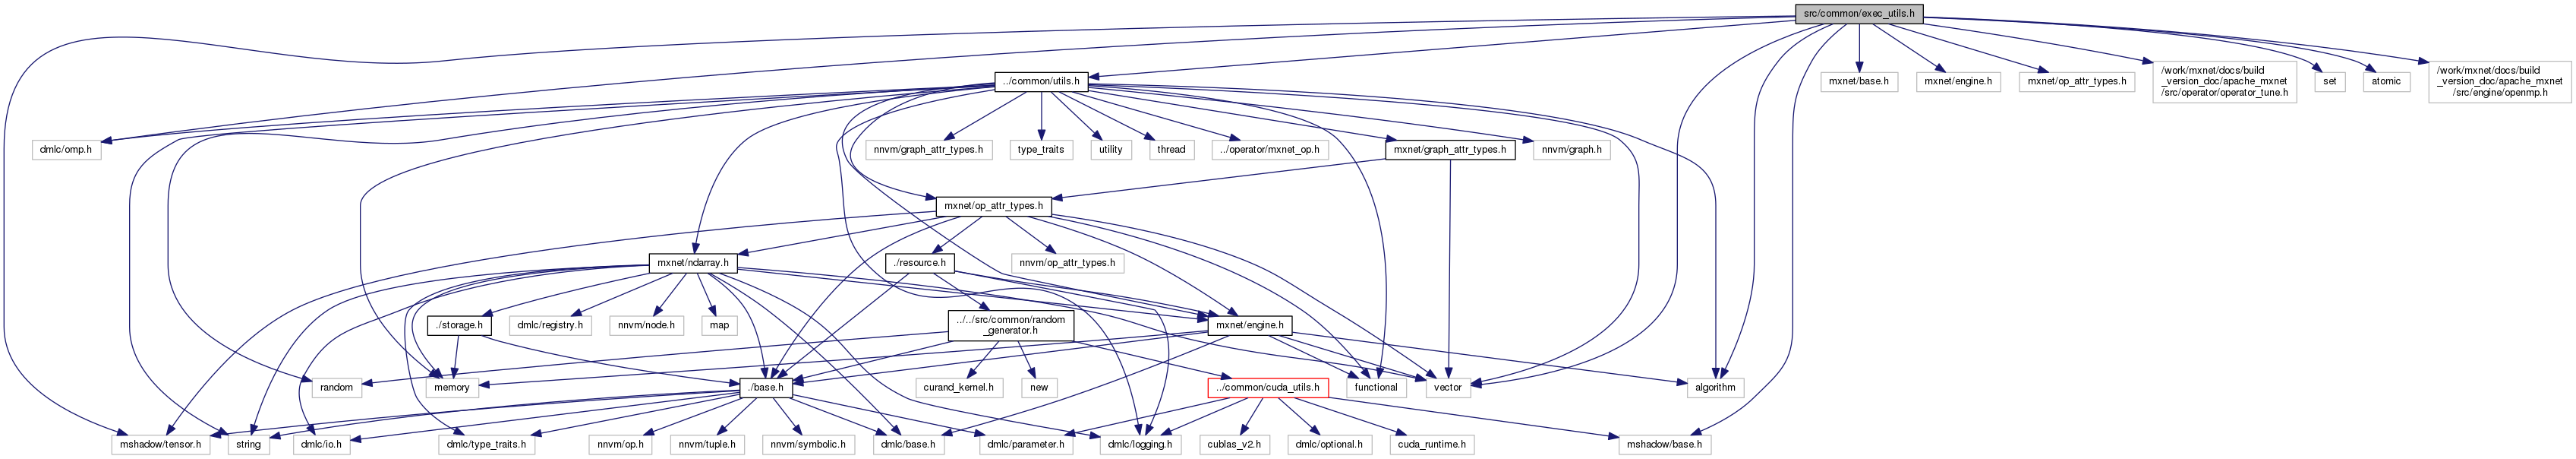 src/common/exec_utils.h
../common/utils.h
mxnet/base.h
mxnet/engine.h
mxnet/op_attr_types.h
/work/mxnet/docs/build
_version_doc/apache_mxnet
/src/operator/operator_tune.h
set
atomic
/work/mxnet/docs/build
_version_doc/apache_mxnet
/src/engine/openmp.h
dmlc/omp.h
nnvm/graph_attr_types.h
type_traits
utility
thread
../operator/mxnet_op.h
mxnet/graph_attr_types.h
nnvm/graph.h
mxnet/op_attr_types.h
mxnet/ndarray.h
./resource.h
nnvm/op_attr_types.h
./storage.h
dmlc/registry.h
nnvm/node.h
map
../../src/common/random
_generator.h
mxnet/engine.h
random
memory
./base.h
curand_kernel.h
new
../common/cuda_utils.h
functional
vector
algorithm
mshadow/tensor.h
string
dmlc/io.h
dmlc/type_traits.h
nnvm/op.h
nnvm/tuple.h
nnvm/symbolic.h
dmlc/base.h
dmlc/parameter.h
dmlc/logging.h
cublas_v2.h
dmlc/optional.h
cuda_runtime.h
mshadow/base.h